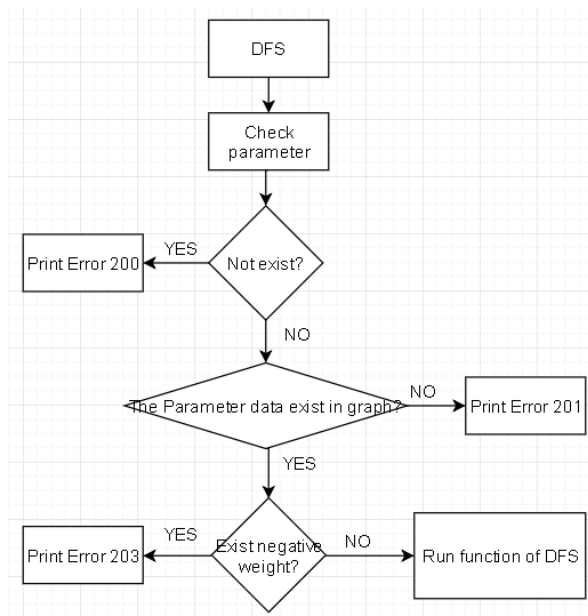 DFS
Check
parameter
YES
Print Error 200
Not exist?
NO
The Parameter data exist in graph?
NO
Print Error 201
YES
Print Error 203
YES
Exist negative
weight?
NO
Run function of DFS